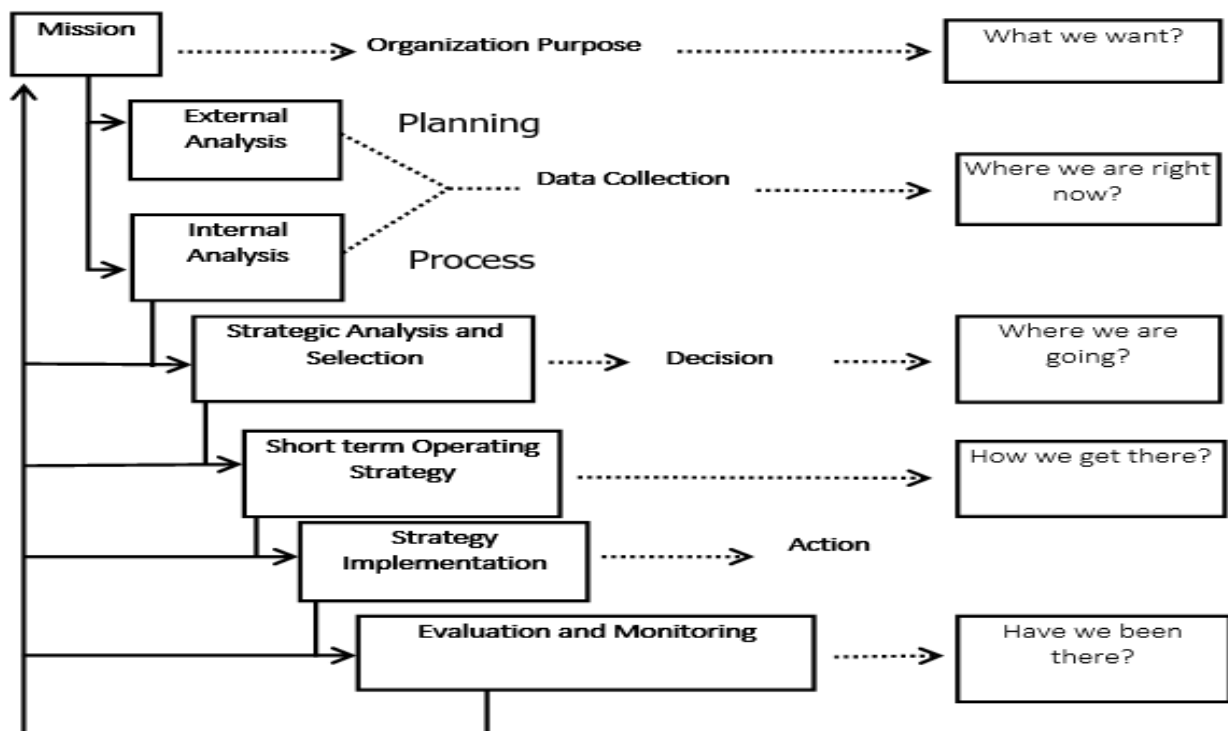 Mission
Organization Purpose
What we want?
External
Analysis
Planning
Data Collection
Where we are right
now?
Internal
Analysis
Process
Strategic Analysis and
Selection
Decision
Where we are
going?
Short term Operating
Strategy
How we get there?
Strategy
Implementation
Action
Evaluation and Monitoring
Have we been
there?